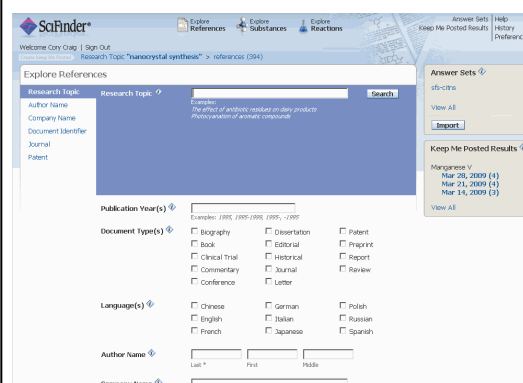 SciFinder®
Explore References
Explore Substances
Explore Reactions
Answer Sets
Keep Me Posted Results
Help
History
Preferenc
Welcome Cory Craig | Sign Out
Create Keep Me Posted
Research Topic "nanocrystal synthesis" > references (394)
Explore References
Research Topic
Author Name
Company Name
Document Identifier
Journal
Patent
Research Topic
Search
Examples:
The effect of antibiotic residues on dairy products
Photocyanation of aromatic compounds
Publication Year(s)
Examples: 1995, 1995-1999, 1995-, -1995
Document Type(s)
Biography
Dissertation
Patent
Book
Editorial
Preprint
Clinical Trial
Historical
Report
Commentary
Journal
Review
Conference
Letter
Language(s)
Chinese
German
Polish
English
Italian
Russian
French
Japanese
Spanish
Author Name
Last *
First
Middle
Company Name
Answer Sets
sfs-citns
View All
Import
Keep Me Posted Results
Manganese V
Mar 28, 2009 (4)
Mar 21, 2009 (4)
Mar 14, 2009 (3)
View All